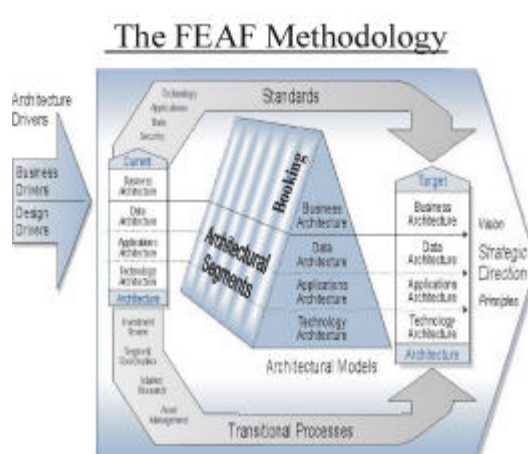 The FEAF Methodology
Architecture
Drivers
Business
Drivers
Design
Drivers
Technology
Applications
Data
Security
Standards
Current
Business
Architecture
Data
Architecture
Applications
Architecture
Technology
Architecture
Architecture
Booking
Architectural
Segments
Business
Architecture
Data
Architecture
Applications
Architecture
Technology
Architecture
Architectural Models
Target
Business
Architecture
Data
Architecture
Applications
Architecture
Technology
Architecture
Architecture
Vision
Strategic
Direction
Principles
Investment
Review
Segment
Coordination
Market
Research
Asset
Management
Transitional Processes